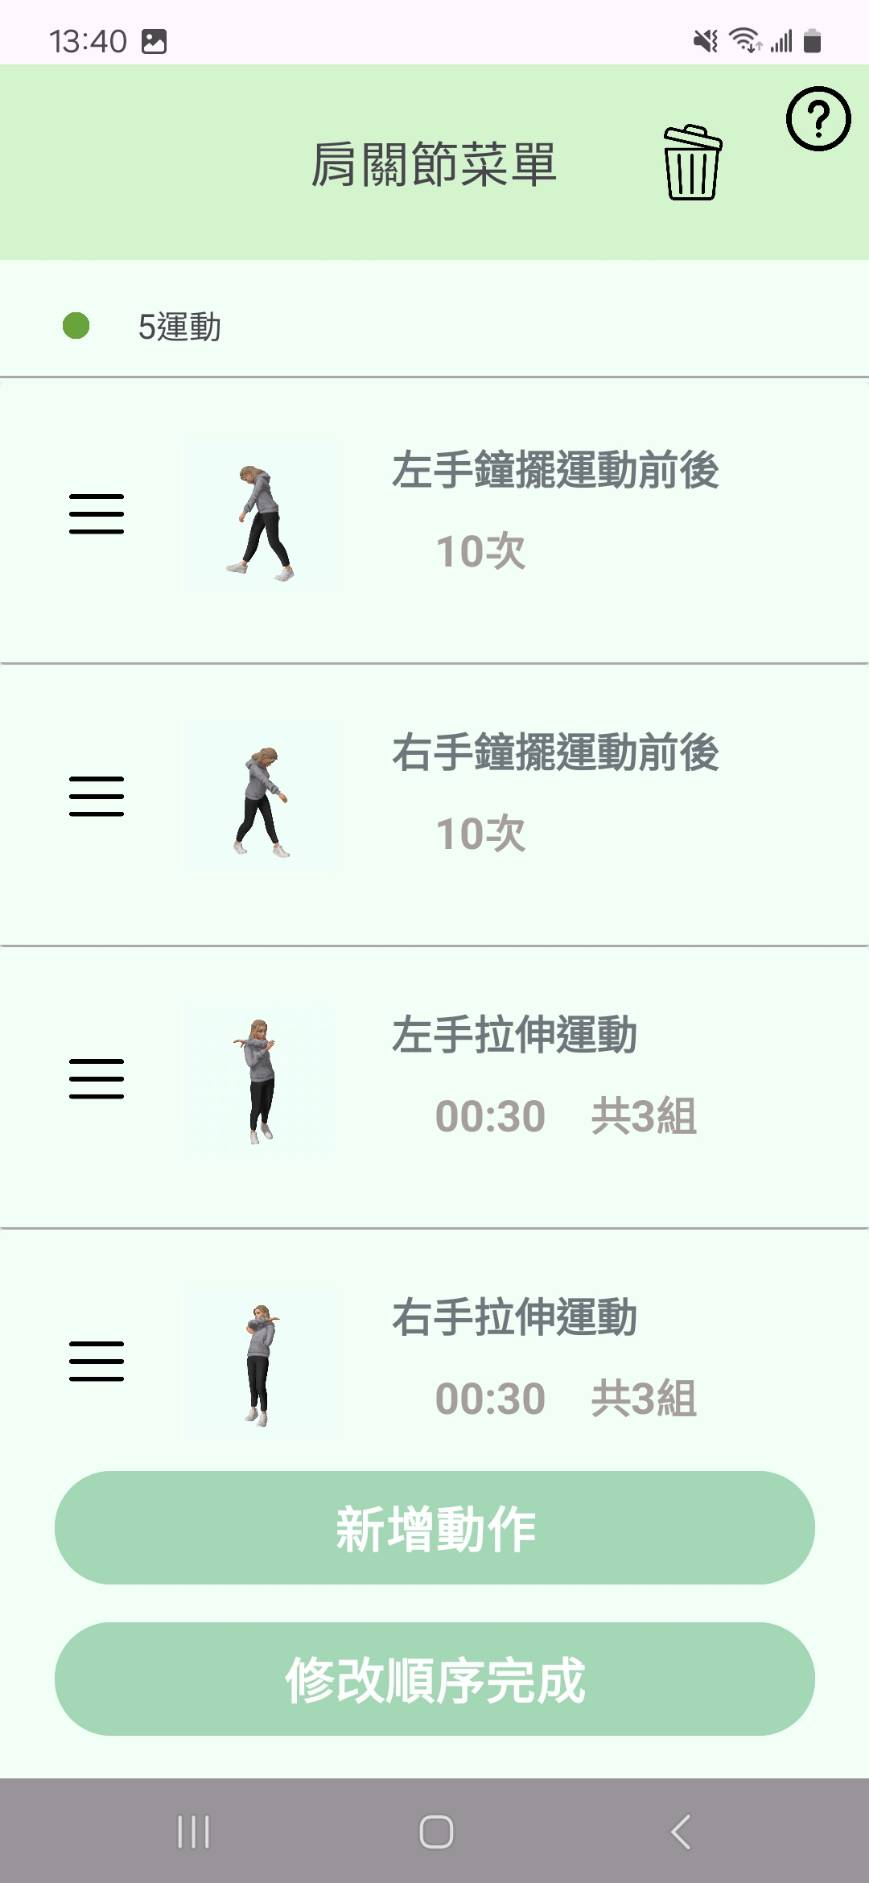 13:40
肩關節菜單
?
5運動
左手鐘擺運動前後
10次
右手鐘擺運動前後
10次
左手拉伸運動
00:30 共3組
右手拉伸運動
00:30 共3組
新增動作
修改順序完成